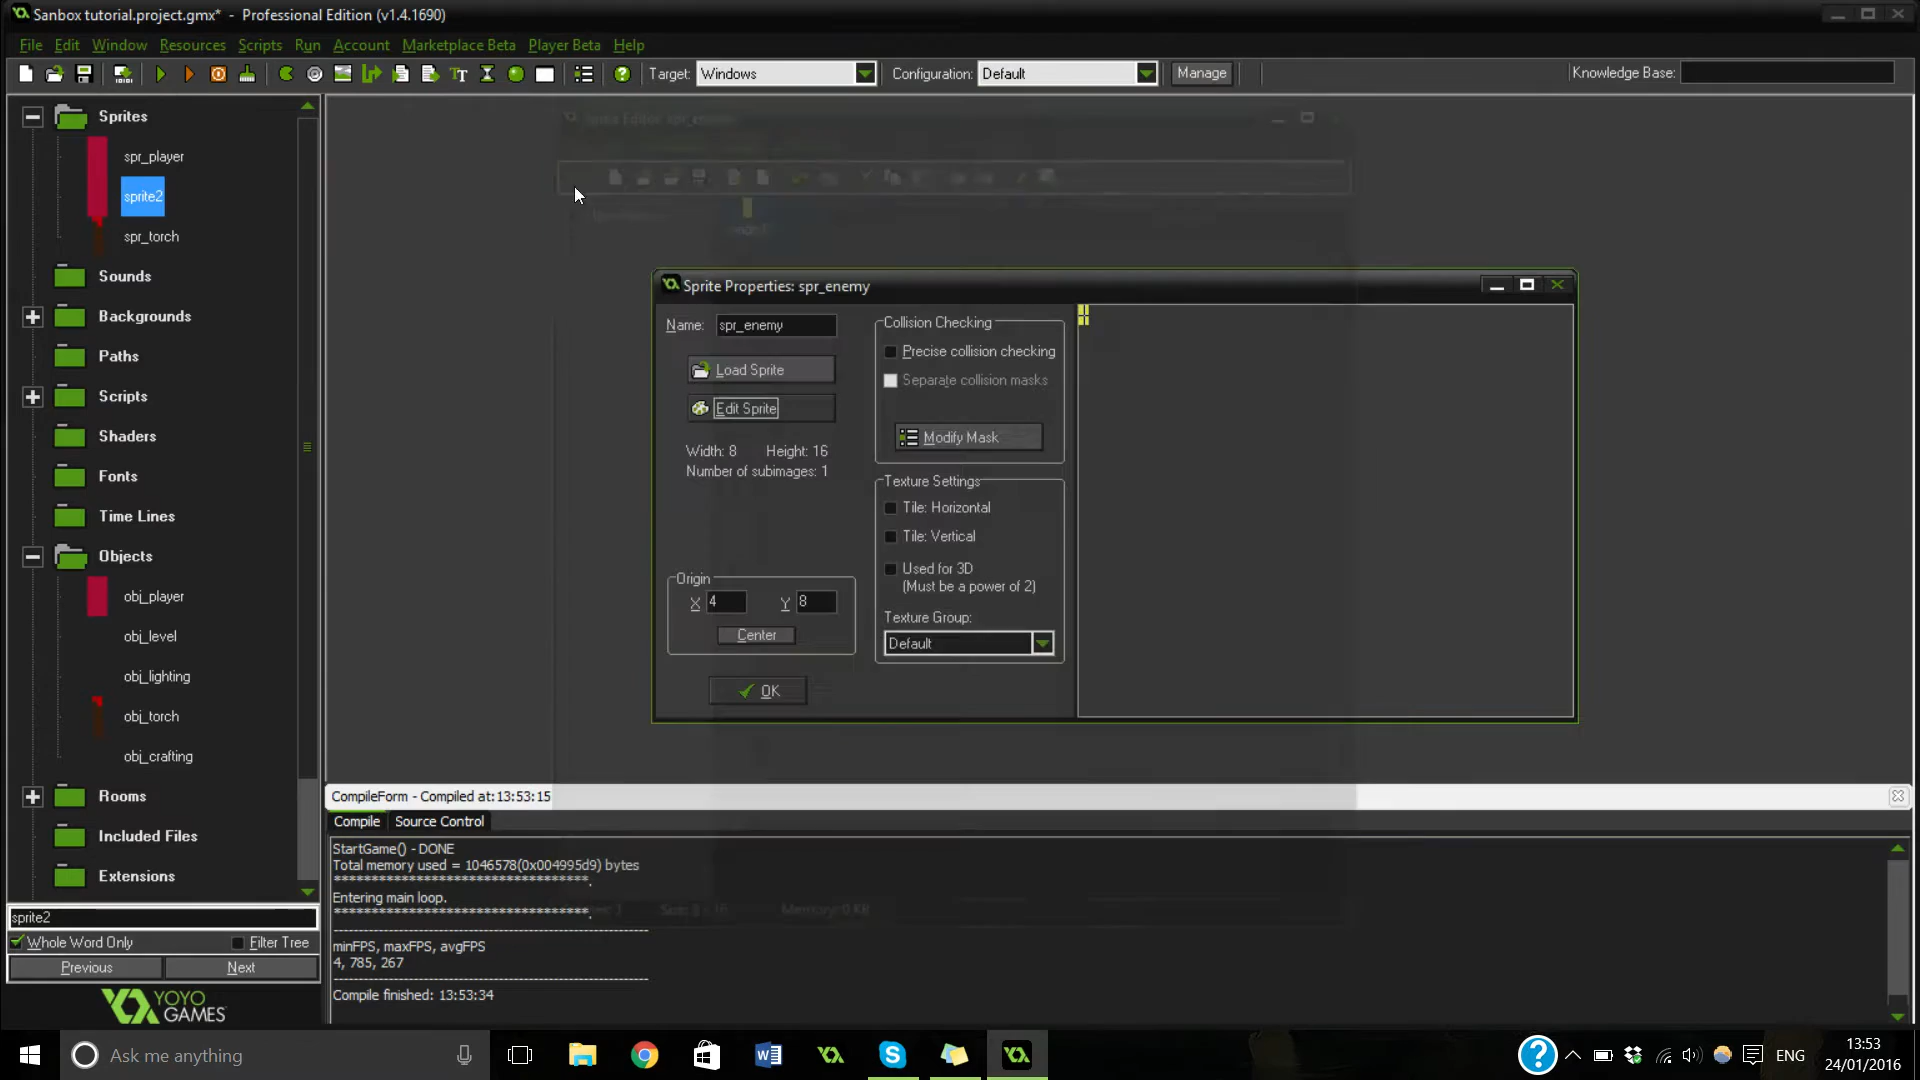 Sanbox tutorial.project.gmx* - Professional Edition (v1.4.1690)
File Edit Window Resources Scripts Run Account Marketplace Beta Player Beta Help
Target: Windows Configuration: Default Manage Knowledge Base:
Sprites
spr_player
sprite2
spr_torch
Sounds
Backgrounds
Paths
Scripts
Shaders
Fonts
Time Lines
Objects
obj_player
obj_level
obj_lighting
obj_torch
obj_crafting
Rooms
Included Files
Extensions
sprite2
Whole Word Only Filter Tree
Previous Next
YOYO
GAMES
Sprite Properties: spr_enemy
Name: spr_enemy
Load Sprite
Edit Sprite
Width: 8 Height: 16
Number of subimages: 1
Origin
X 4 Y 8
Center
OK
Collision Checking
Precise collision checking
Separate collision masks
Modify Mask
Texture Settings
Tile: Horizontal
Tile: Vertical
Used for 3D
(Must be a power of 2)
Texture Group:
Default
CompileForm - Compiled at:13:53:15
Compile Source Control
StartGame() - DONE
Total memory used = 1046578(0x004995d9) bytes
***********************************.
Entering main loop.
***********************************.
minFPS, maxFPS, avgFPS
4, 785, 267
Compile finished: 13:53:34
Ask me anything
ENG
13:53
24/01/2016